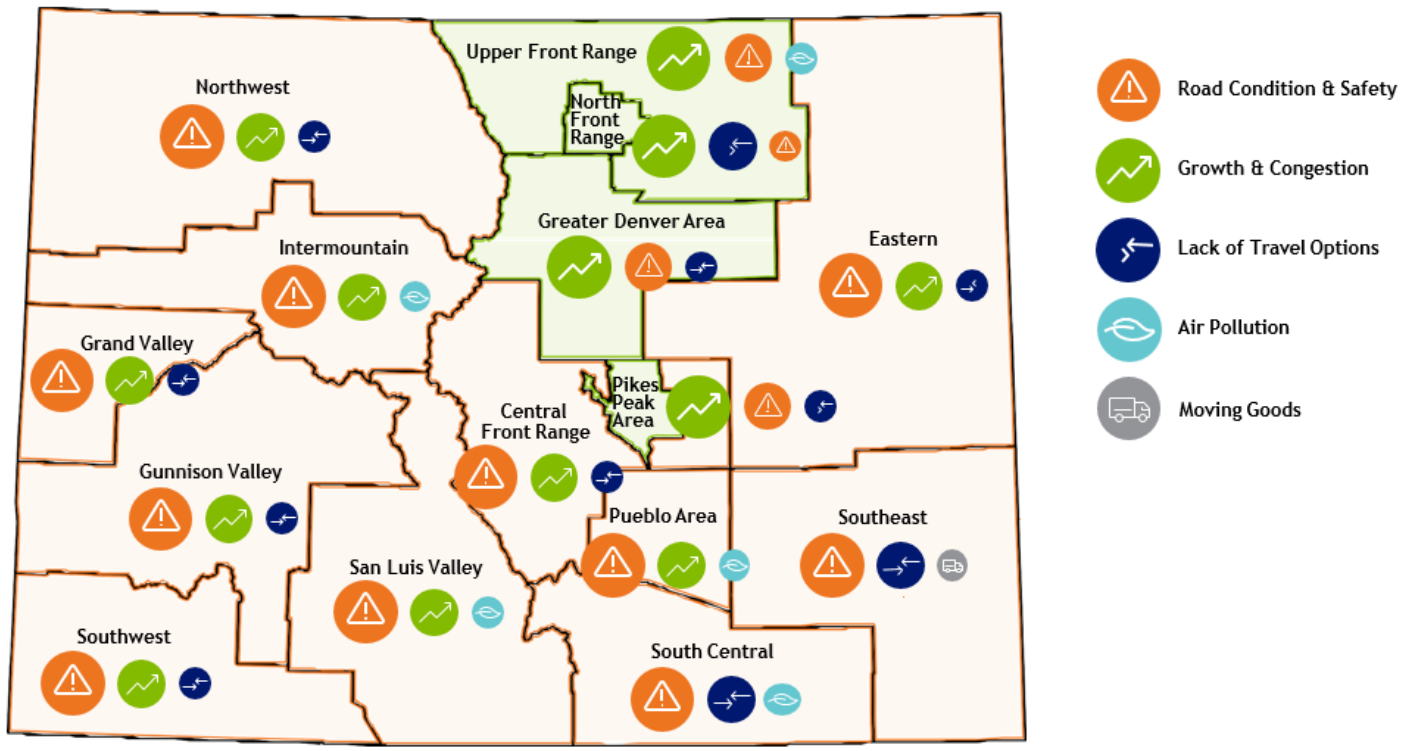 Upper Front Range
Northwest
North
Front
Range
Greater Denver Area
Eastern
Intermountain
Grand Valley
Pikes
Peak
Area
Central
Front Range
Gunnison Valley
Pueblo Area
Southeast
San Luis Valley
Southwest
South Central
Road Condition & Safety
Growth & Congestion
Lack of Travel Options
Air Pollution
Moving Goods